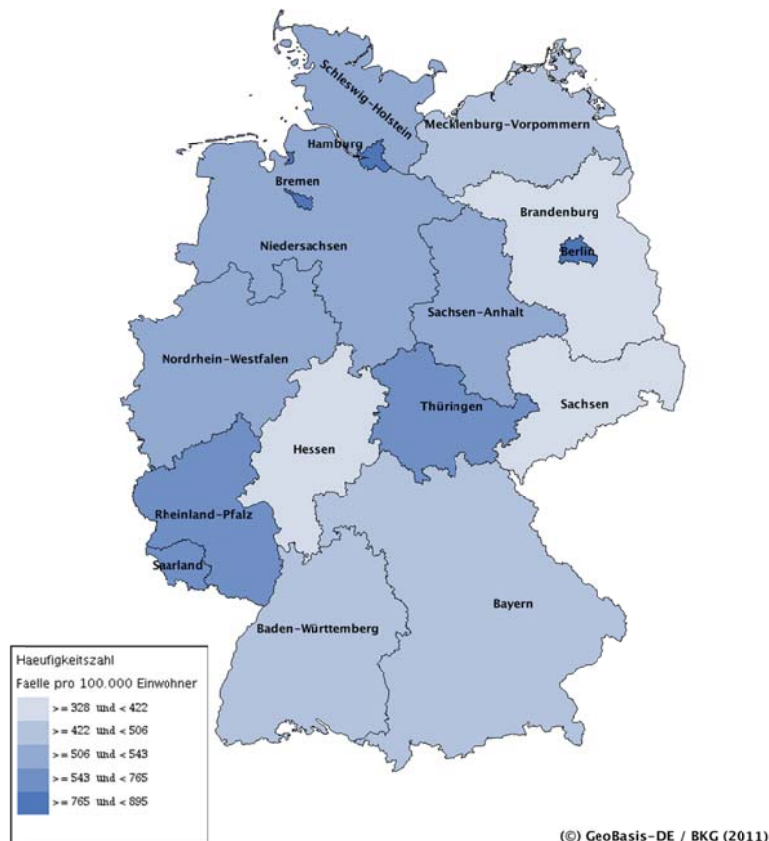 Schleswig-Holstein
Mecklenburg-Vorpommern
Hamburg
Bremen
Brandenburg
Niedersachsen
Berlin
Sachsen-Anhalt
Nordrhein-Westfalen
Thüringen
Sachsen
Hessen
Rheinland-Pfalz
Saarland
Bayern
Baden-Württemberg
Haeufigkeitszahl
Faelle pro 100.000 Einwohner
>= 328 und < 422
>= 422 und < 506
>= 506 und < 543
>= 543 und < 765
>= 765 und < 895
(©) GeoBasis-DE / BKG (2011)